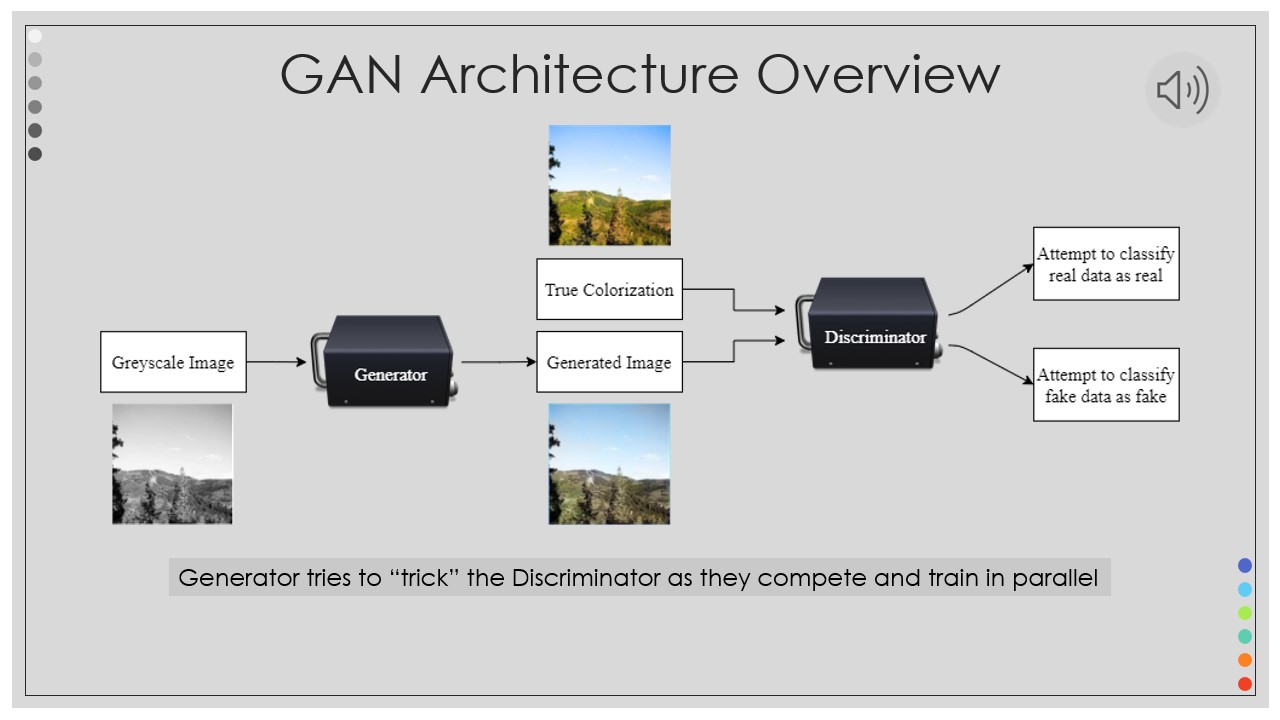 GAN Architecture Overview
True Colorization
Greyscale Image
Generator
Generated Image
Discriminator
Attempt to classify
real data as real
Attempt to classify
fake data as fake
Generator tries to “trick” the Discriminator as they compete and train in parallel